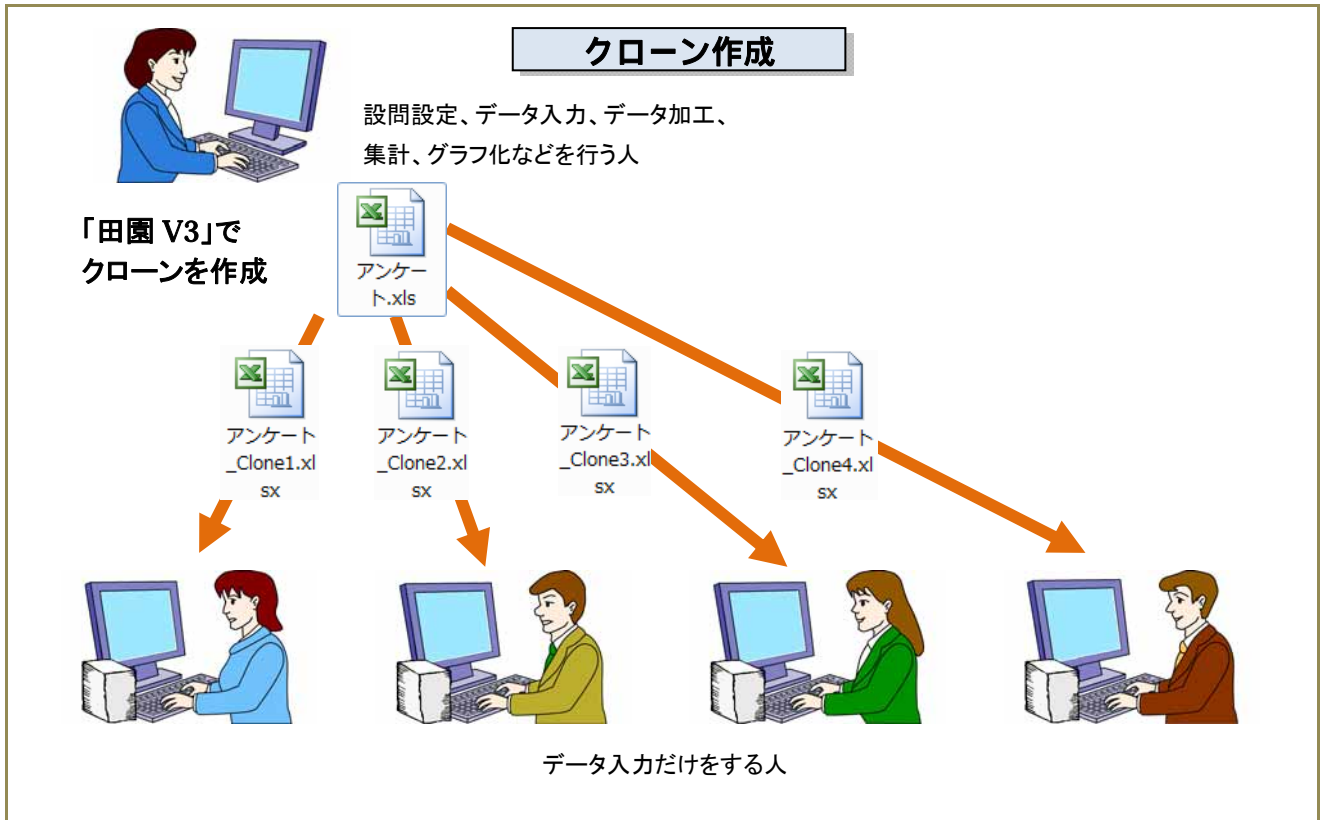 クローン作成
設問設定、データ入力、データ加工、
集計、グラフ化などを行う人
「田園 V3」で
クローンを作成
アンケー
ト.xls
アンケート
_Clone1.xl
sx
アンケート
_Clone2.xl
sx
アンケート
_Clone3.xl
sx
アンケート
_Clone4.xl
sx
データ入力だけをする人